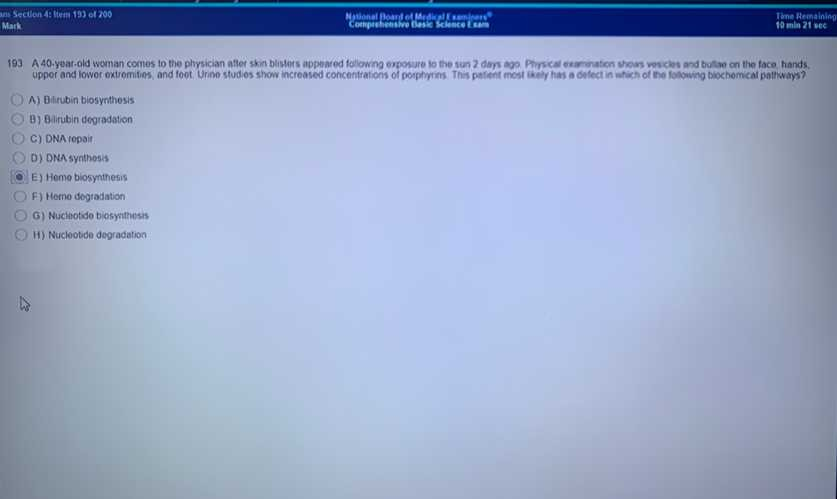 am Section 4: Item 193 of 200
National Board of Medical Examiners®
Time Remaining
Mark
Comprehensive Basic Science Exam
10 min 21 sec
193. A 40-year-old woman comes to the physician after skin blisters appeared following exposure to the sun 2 days ago. Physical examination shows vesicles and bullae on the face, hands,
upper and lower extremities, and feet. Urine studies show increased concentrations of porphyrins. This patient most likely has a defect in which of the following biochemical pathways?
A) Bilirubin biosynthesis
B) Bilirubin degradation
C) DNA repair
D) DNA synthesis
E) Heme biosynthesis
F) Heme degradation
G) Nucleotide biosynthesis
H) Nucleotide degradation